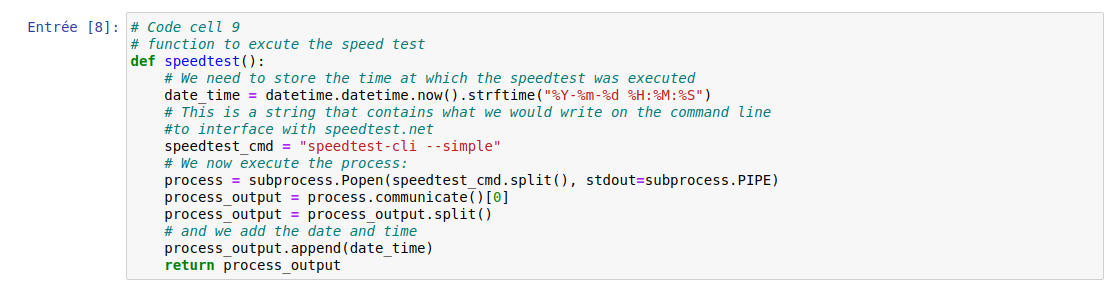 Entrée [8]: # Code cell 9
# function to excute the speed test
def speedtest():
    # We need to store the time at which the speedtest was executed
    date_time = datetime.datetime.now().strftime("%Y-%m-%d %H:%M:%S")
    # This is a string that contains what we would write on the command line
    #to interface with speedtest.net
    speedtest_cmd = "speedtest-cli --simple"
    # We now execute the process:
    process = subprocess.Popen(speedtest_cmd.split(), stdout=subprocess.PIPE)
    process_output = process.communicate()[0]
    process_output = process_output.split()
    # and we add the date and time
    process_output.append(date_time)
    return process_output